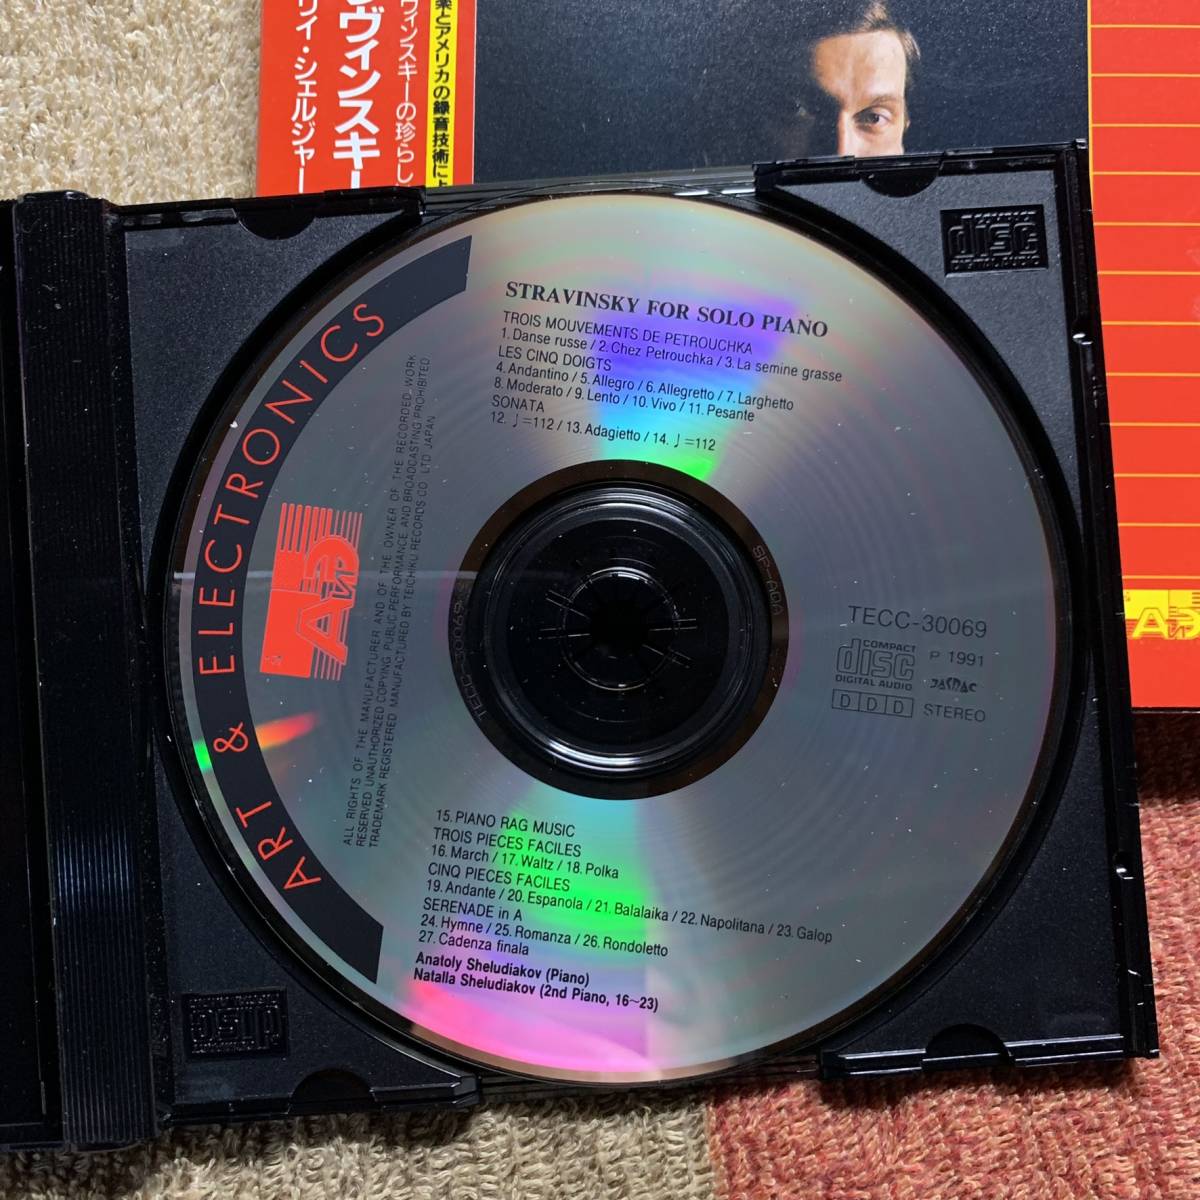 楽とアメリカの録音技術によ
ヴィンスキーの珍らし
ヴィンスキー
リイ・シェルジャー
COMPACT
disc
DIGITAL AUDIO
STRAVINSKY FOR SOLO PIANO
TROIS MOUVEMENTS DE PETROUCHKA
1. Danse russe / 2. Chez Petrouchka / 3. La semine grasse
LES CINQ DOIGTS
4. Andantino / 5. Allegro / 6. Allegretto / 7. Larghetto
8. Moderato / 9. Lento / 10. Vivo / 11. Pesante
SONATA
12. ♩=112 / 13. Adagietto / 14. ♩=112
ART & ELECTRONICS
ALL RIGHTS OF THE MANUFACTURER AND OF THE OWNER OF THE RECORDED WORK
RESERVED UNAUTHORIZED COPYING PUBLIC PERFORMANCE AND BROADCASTING PROHIBITED
TRADEMARK REGISTERED MANUFACTURED BY TEICHIKU RECORDS CO. LTD. JAPAN
TECC-30069
TECC-30069
COMPACT
disc
DIGITAL AUDIO
P 1991
JASRAC
DDD STEREO
15. PIANO RAG MUSIC
TROIS PIECES FACILES
16. March / 17. Waltz / 18. Polka
CINQ PIECES FACILES
19. Andante / 20. Espanola / 21. Balalaika / 22. Napolitana / 23. Galop
SERENADE in A
24. Hymne / 25. Romanza / 26. Rondoletto
27. Cadenza finala
Anatoly Sheludiakov (Piano)
Natalla Sheludiakov (2nd Piano, 16~23)